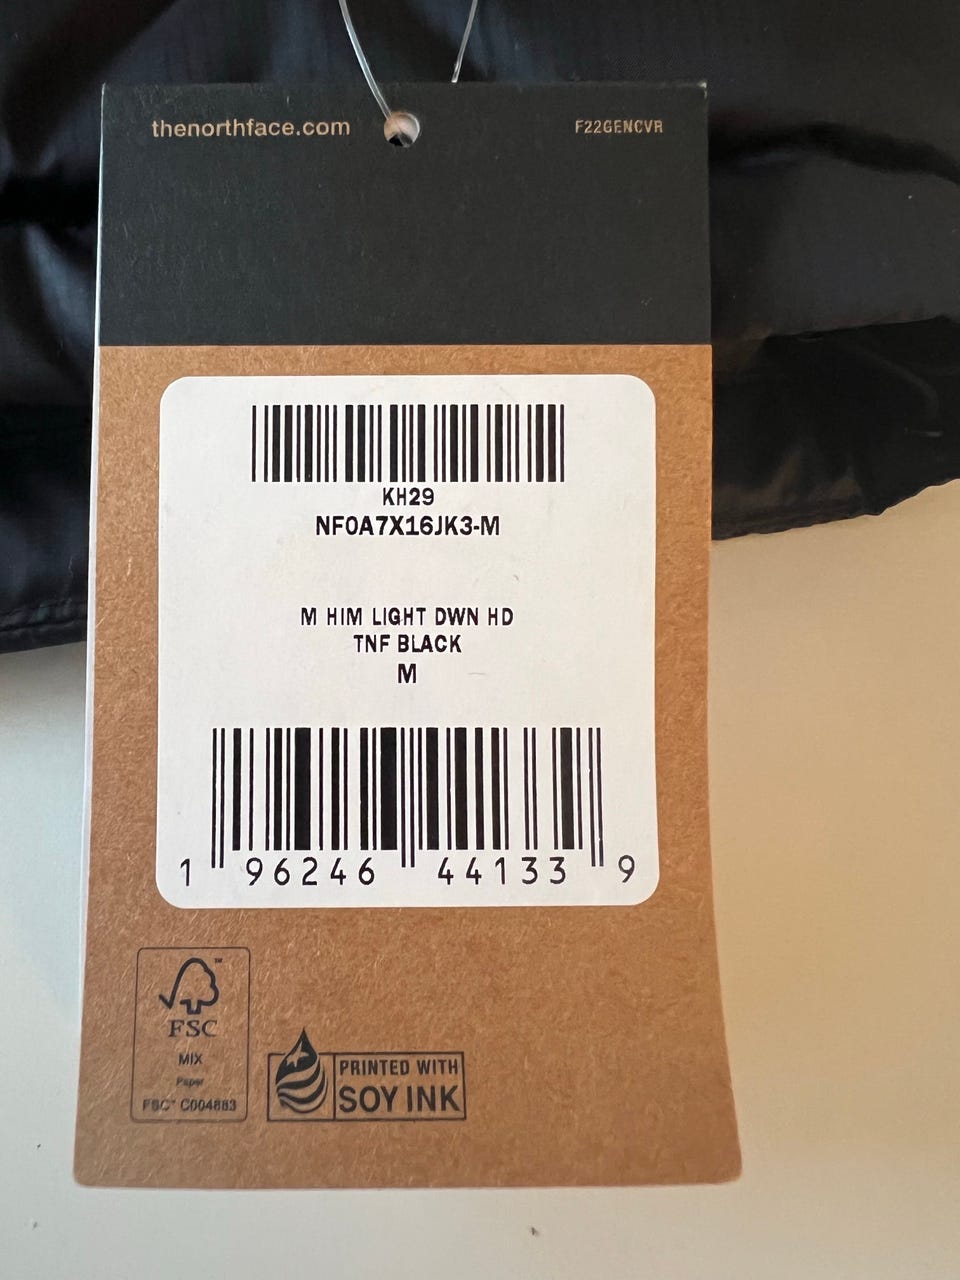 thenorthface.com F22GENCVR
KH29
NF0A7X16JK3-M
M HIM LIGHT DWN HD
TNF BLACK
M
1 96246 44133 9
FSC™
MIX
Paper
FSC® C004883
PRINTED WITH
SOY INK